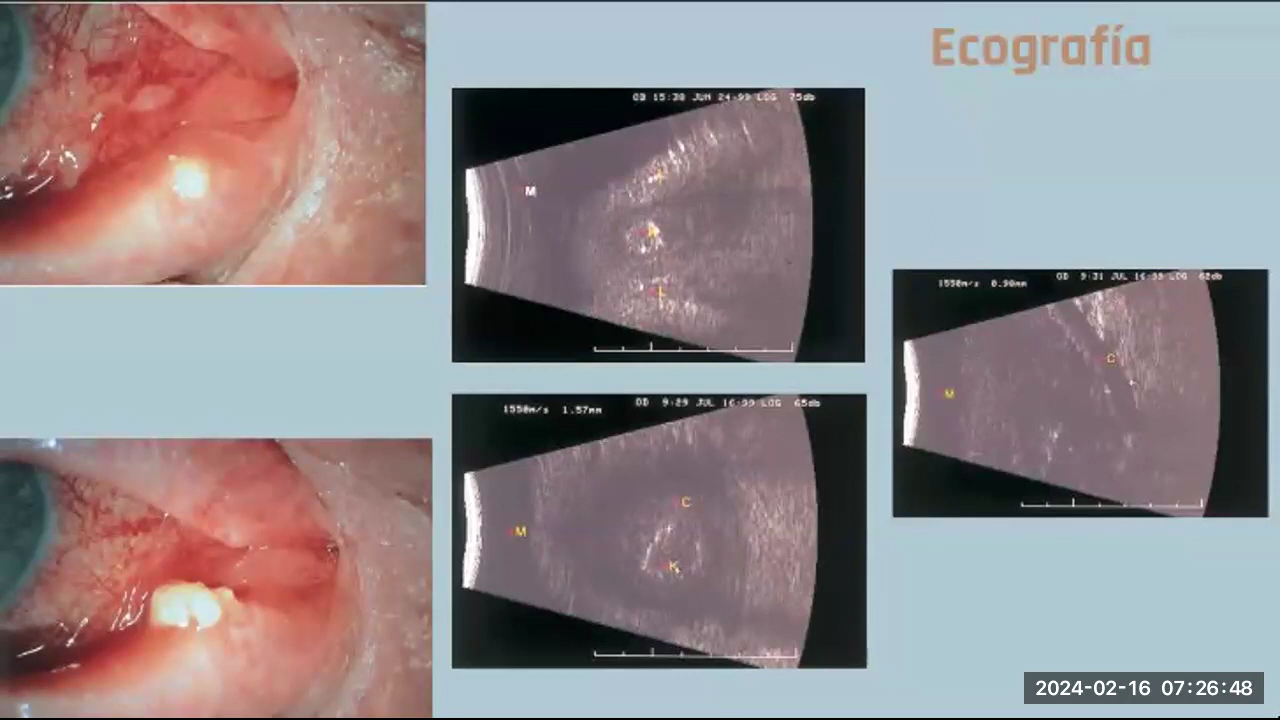 Ecografía
OD 15:38 JUN 24-99 LOG 75db
M
1550m/s 0.90mm OD 9:31 JUL 16-99 LOG 62db
C
M
1550m/s 1.57mm OD 9:29 JUL 16-99 LOG 65db
C
M
K
2024-02-16 07:26:48